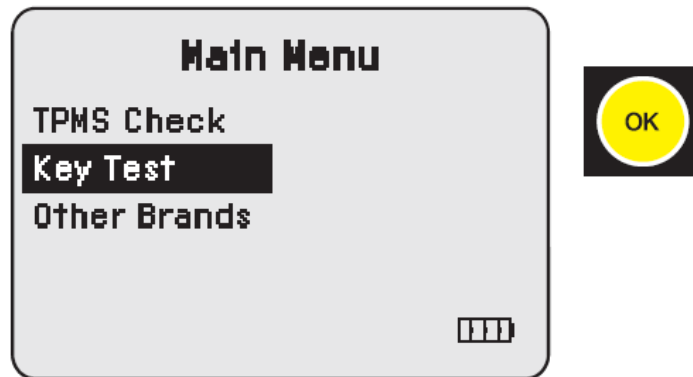 Main Menu
TPMS Check
Key Test
Other Brands
OK